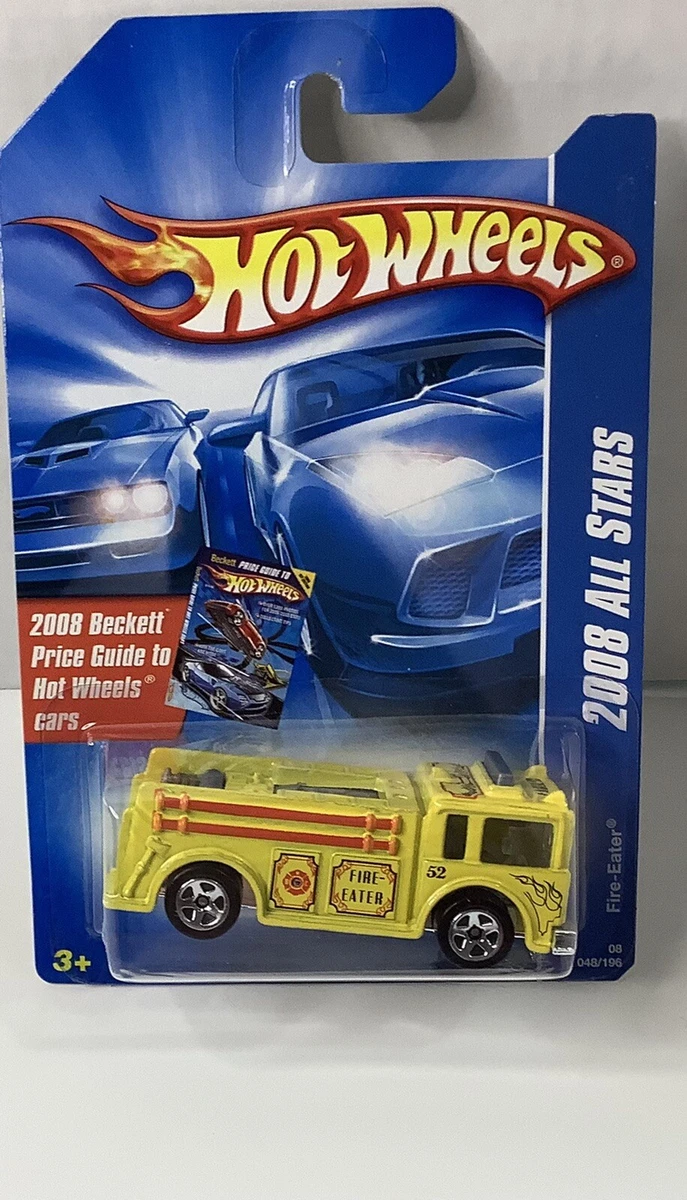 HOT WHEELS®
2008 ALL STARS
2008 Beckett
Price Guide to
Hot Wheels®
cars
Beckett PRICE GUIDE TO
HOT WHEELS
FIRE-
EATER
52
Fire-Eater®
08
048/196
3+